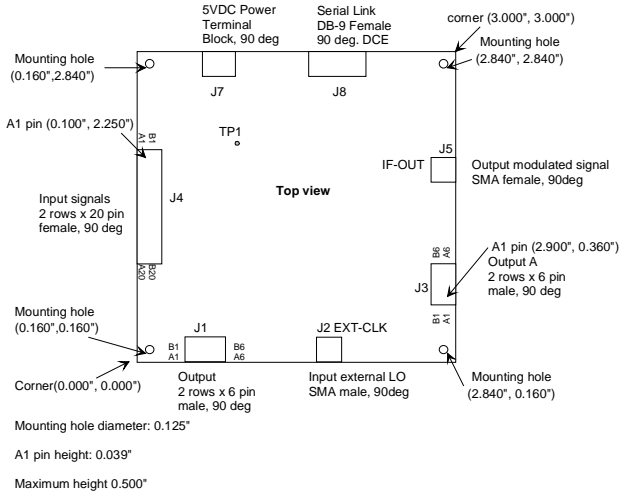 5VDC Power
Terminal
Block, 90 deg
Serial Link
DB-9 Female
90 deg. DCE
corner (3.000", 3.000")
Mounting hole
(0.160",2.840")
Mounting hole
(2.840", 2.840")
J7
J8
A1 pin (0.100", 2.250")
A1
B1
TP1
J5
IF-OUT
Output modulated signal
SMA female, 90deg
Input signals
2 rows x 20 pin
female, 90 deg
J4
Top view
A20
B20
B6
A6
A1 pin (2.900", 0.360")
Output A
2 rows x 6 pin
male, 90 deg
J3
B1
A1
Mounting hole
(0.160",0.160")
J1
B1
A1
B6
A6
J2 EXT-CLK
Corner(0.000", 0.000")
Output
2 rows x 6 pin
male, 90 deg
Input external LO
SMA male, 90deg
Mounting hole
(2.840", 0.160")
Mounting hole diameter: 0.125"
A1 pin height: 0.039"
Maximum height 0.500"